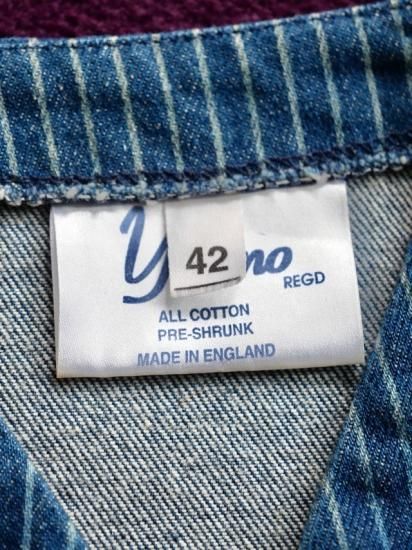 42
REGD
ALL COTTON
PRE-SHRUNK
MADE IN ENGLAND